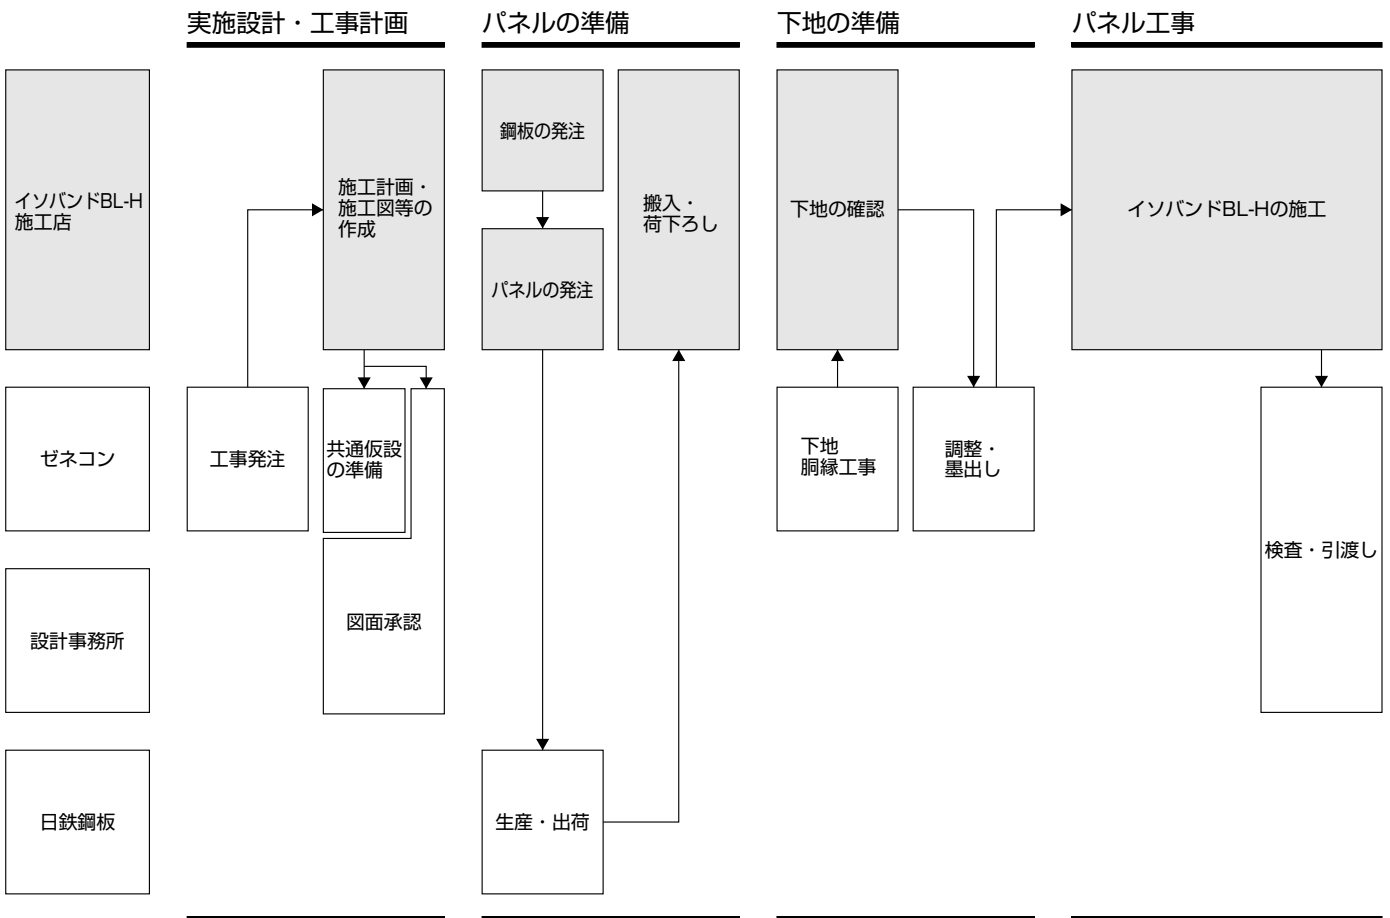 実施設計・工事計画
パネルの準備
下地の準備
パネル工事
イソバンドBL-H
施工店
施工計画・
施工図等の
作成
鋼板の発注
パネルの発注
搬入・
荷下ろし
下地の確認
イソバンドBL-Hの施工
ゼネコン
工事発注
共通仮設
の準備
下地
胴縁工事
調整・
墨出し
検査・引渡し
設計事務所
図面承認
日鉄鋼板
生産・出荷